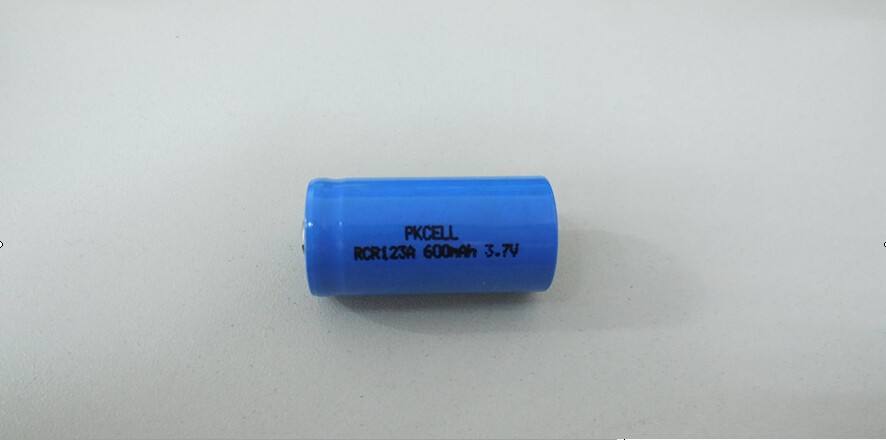 PKCELL
RCR123A 600mAh 3.7V